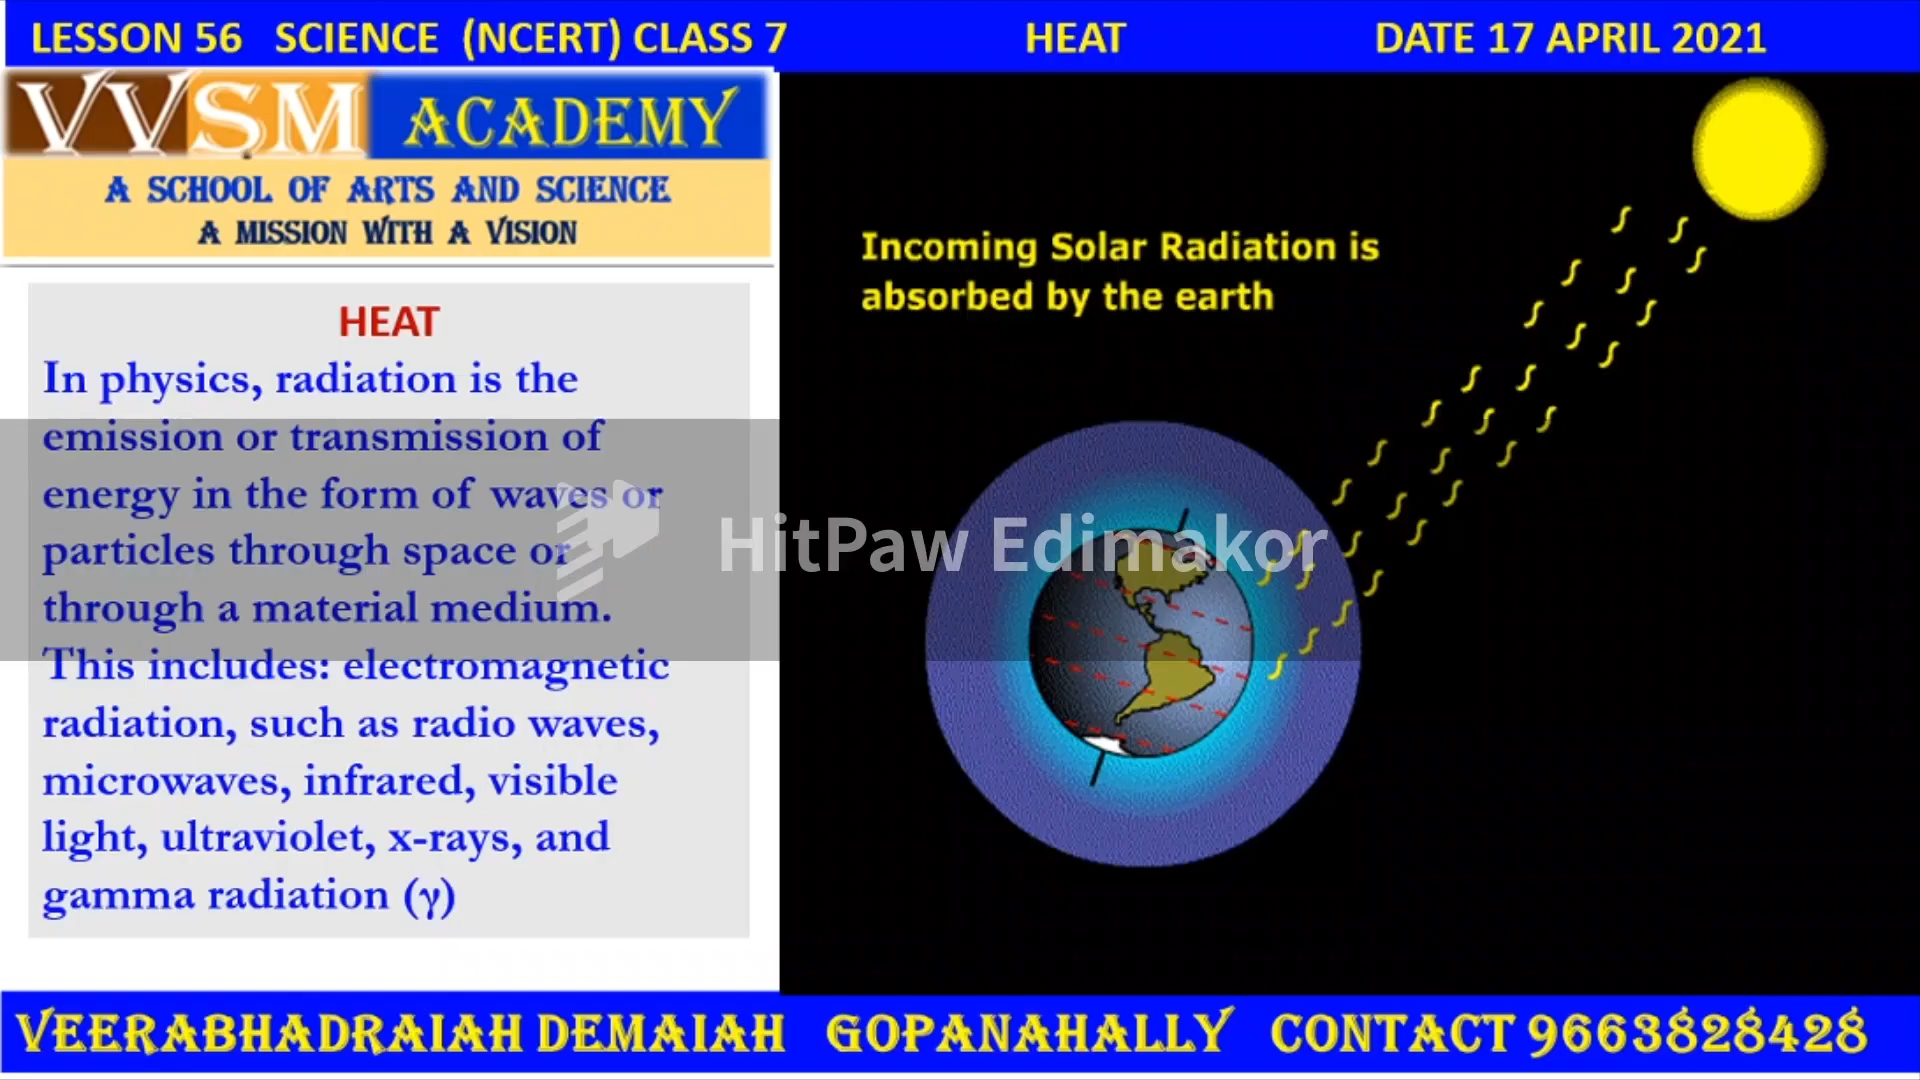 LESSON 56 SCIENCE (NCERT) CLASS 7 HEAT DATE 17 APRIL 2021
VVSM ACADEMY
A SCHOOL OF ARTS AND SCIENCE
A MISSION WITH A VISION
HEAT
In physics, radiation is the
emission or transmission of
energy in the form of waves or
particles through space or
through a material medium.
This includes: electromagnetic
radiation, such as radio waves,
microwaves, infrared, visible
light, ultraviolet, x-rays, and
gamma radiation (γ)
Incoming Solar Radiation is
absorbed by the earth
HitPaw Edimakor
VEERABHADRAIAH DEMAIAH GOPANAHALLY CONTACT 9663828428